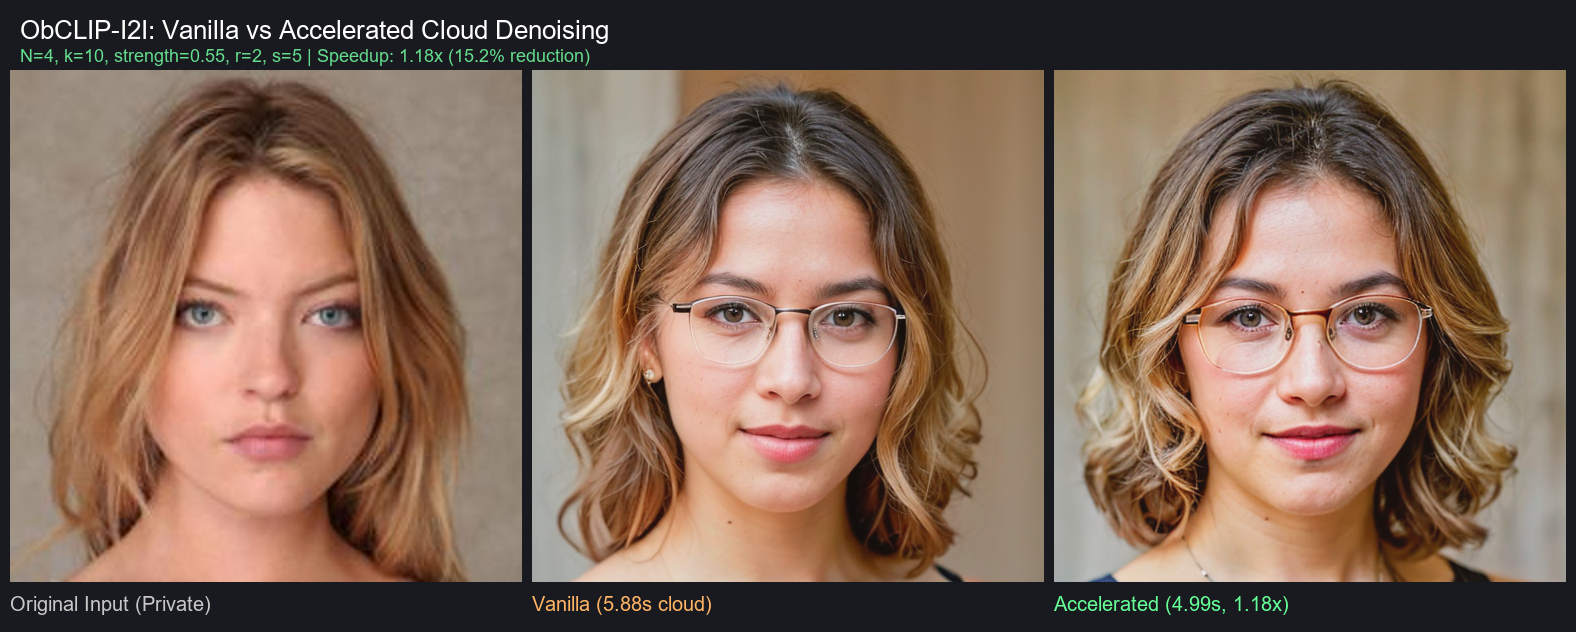 ObCLIP-I2I: Vanilla vs Accelerated Cloud Denoising
N=4, k=10, strength=0.55, r=2, s=5 | Speedup: 1.18x (15.2% reduction)
Original Input (Private)
Vanilla (5.88s cloud)
Accelerated (4.99s, 1.18x)